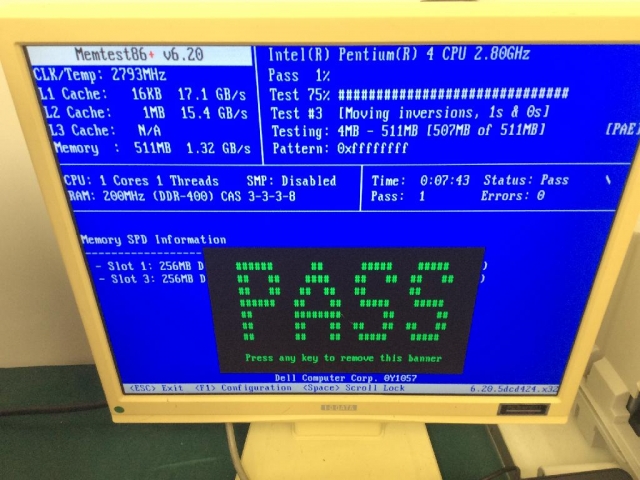 Memtest86+ v6.20
Intel(R) Pentium(R) 4 CPU 2.80GHz
CLK/Temp: 2793MHz
Pass 1%
L1 Cache: 16KB 17.1 GB/s
Test 75% ##############################
L2 Cache: 1MB 15.4 GB/s
Test #3 [Moving inversions, 1s & 0s]
L3 Cache: N/A
Testing: 4MB - 511MB [507MB of 511MB] [PAE]
Memory : 511MB 1.32 GB/s
Pattern: 0xffffffff
CPU: 1 Cores 1 Threads SMP: Disabled
Time: 0:07:43 Status: Pass \
RAM: 200MHz (DDR-400) CAS 3-3-3-8
Pass: 1 Errors: 0
Memory SPD Information
- Slot 1: 256MB D
- Slot 3: 256MB D
PASS
Press any key to remove this banner
Dell Computer Corp. 0Y1057
<ESC> Exit <F1> Configuration <Space> Scroll Lock 6.20.5dcd424.x32
I-O DATA